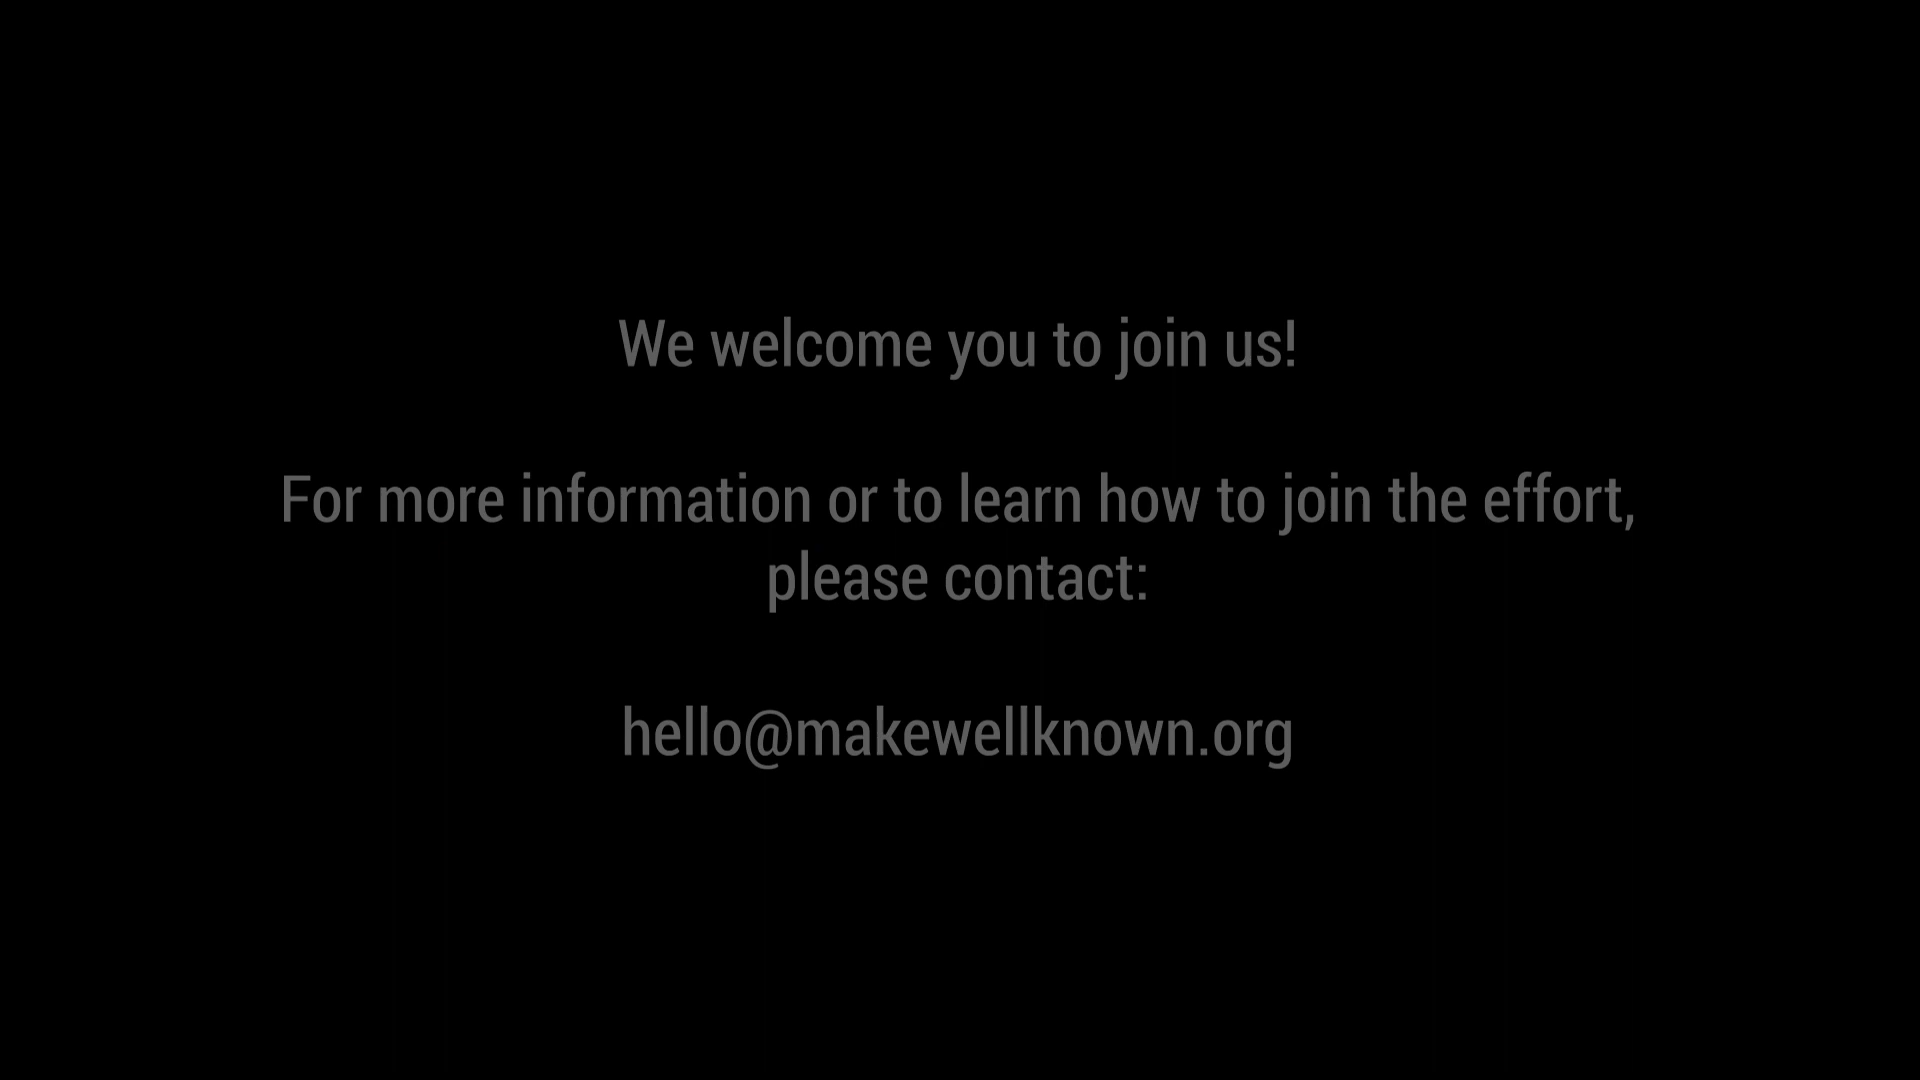 We welcome you to join us!
For more information or to learn how to join the effort,
please contact:
hello@makewellknown.org